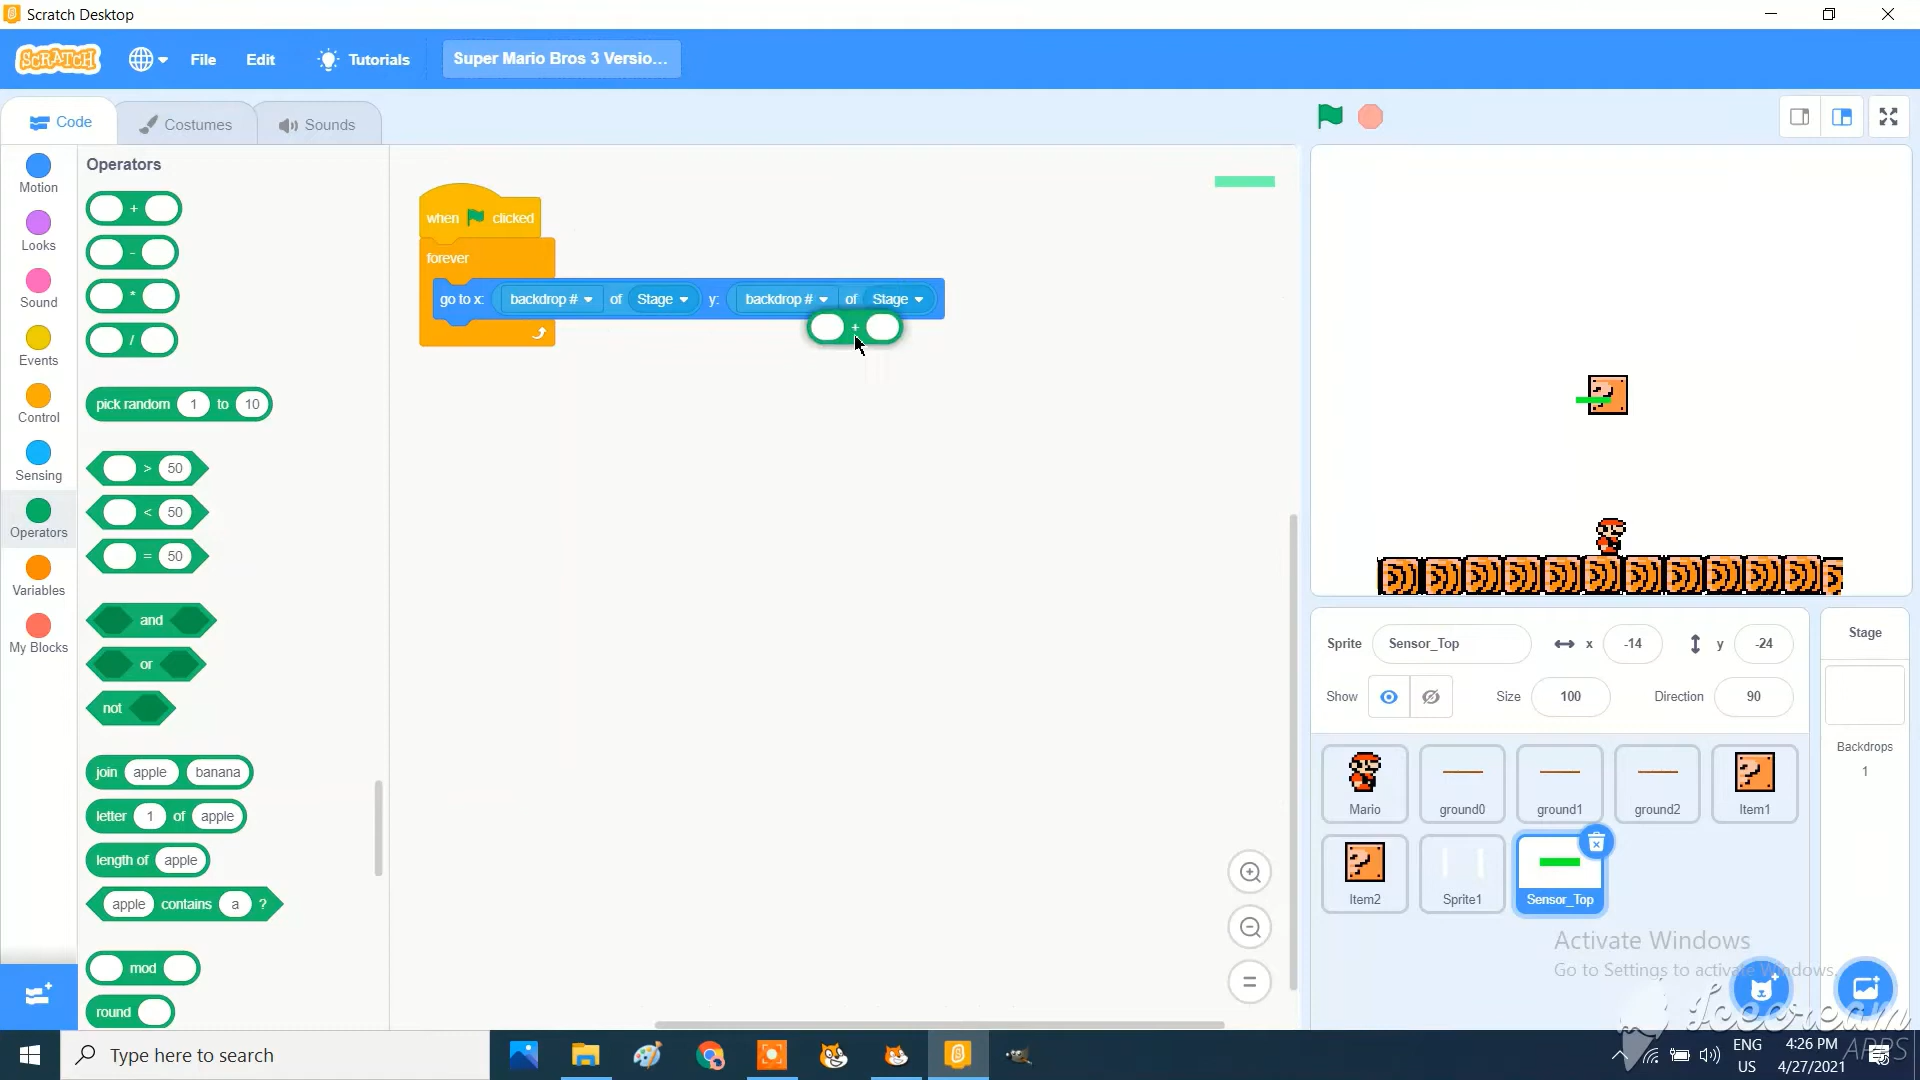 Scratch Desktop
SCRATCH File Edit Tutorials Super Mario Bros 3 Versio...
Code Costumes Sounds
Motion
Looks
Sound
Events
Control
Sensing
Operators
Variables
My Blocks
Operators
+
-
*
/
pick random 1 to 10
> 50
< 50
= 50
and
or
not
join apple banana
letter 1 of apple
length of apple
apple contains a ?
mod
round
when clicked
forever
go to x: backdrop # of Stage y: backdrop # of Stage
+
Sprite Sensor_Top x -14 y -24
Show Size 100 Direction 90
Mario ground0 ground1 ground2 Item1
Item2 Sprite1 Sensor_Top
Stage
Backdrops
1
Activate Windows
Go to Settings to activate Windows.
Icecream
APPS
Type here to search
ENG
US
4:26 PM
4/27/2021